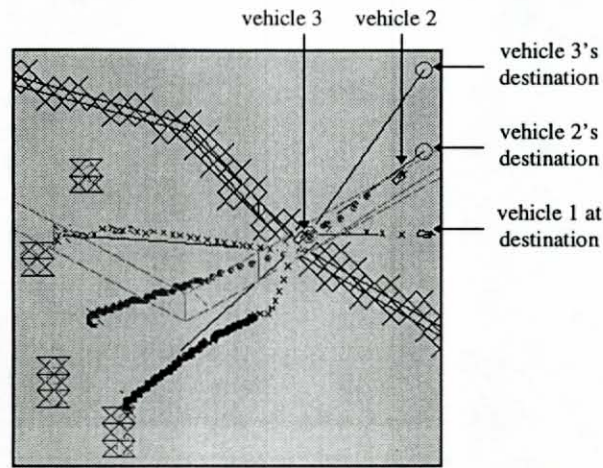 vehicle 3
vehicle 2
vehicle 3's
destination
vehicle 2's
destination
vehicle 1 at
destination